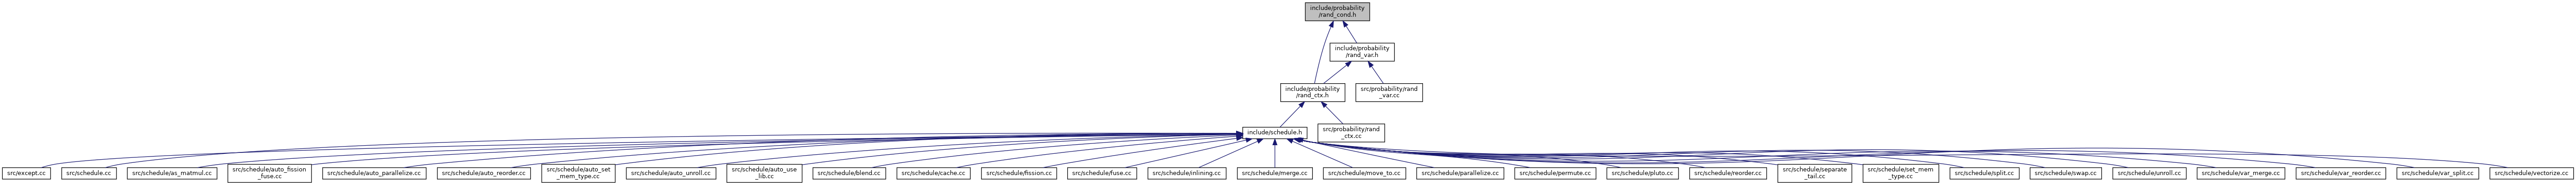 include/probability
/rand_cond.h
include/probability
/rand_var.h
include/probability
/rand_ctx.h
src/probability/rand
_var.cc
include/schedule.h
src/probability/rand
_ctx.cc
src/except.cc
src/schedule.cc
src/schedule/as_matmul.cc
src/schedule/auto_fission
_fuse.cc
src/schedule/auto_parallelize.cc
src/schedule/auto_reorder.cc
src/schedule/auto_set
_mem_type.cc
src/schedule/auto_unroll.cc
src/schedule/auto_use
_lib.cc
src/schedule/blend.cc
src/schedule/cache.cc
src/schedule/fission.cc
src/schedule/fuse.cc
src/schedule/inlining.cc
src/schedule/merge.cc
src/schedule/move_to.cc
src/schedule/parallelize.cc
src/schedule/permute.cc
src/schedule/pluto.cc
src/schedule/reorder.cc
src/schedule/separate
_tail.cc
src/schedule/set_mem
_type.cc
src/schedule/split.cc
src/schedule/swap.cc
src/schedule/unroll.cc
src/schedule/var_merge.cc
src/schedule/var_reorder.cc
src/schedule/var_split.cc
src/schedule/vectorize.cc